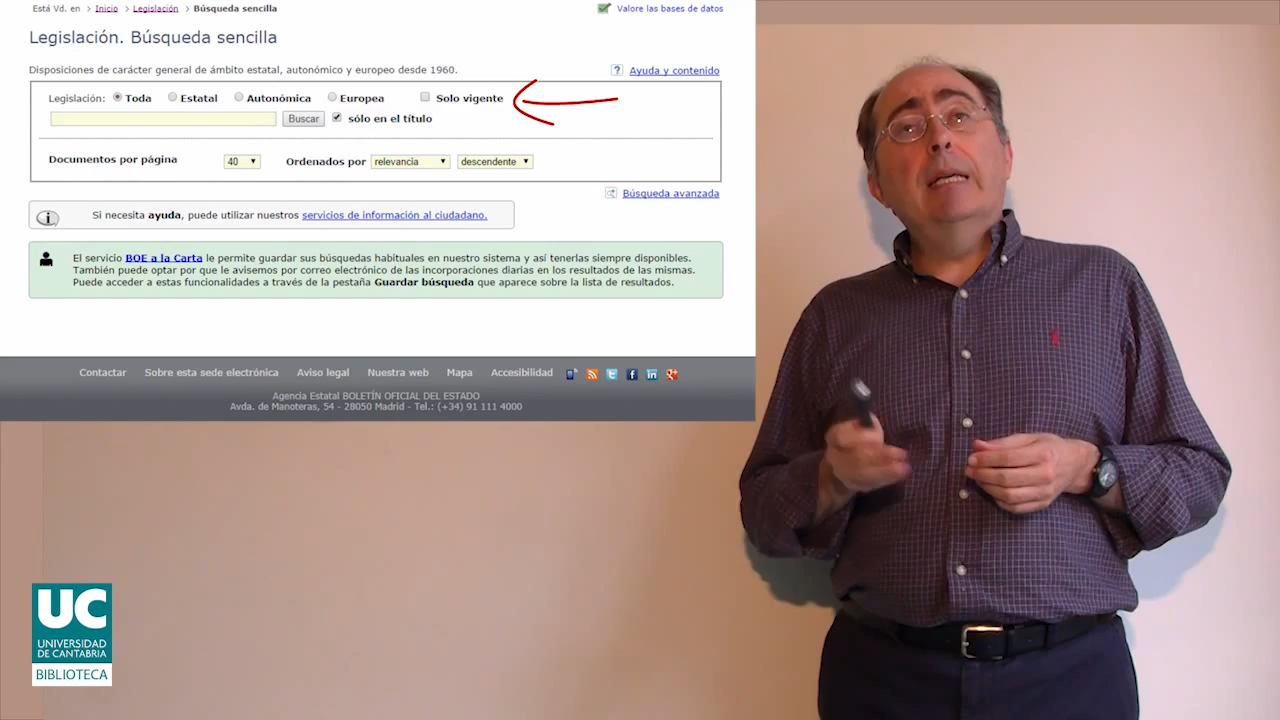 Está Vd. en > Inicio > Legislación > Búsqueda sencilla
Valore las bases de datos
Legislación. Búsqueda sencilla
Disposiciones de carácter general de ámbito estatal, autonómico y europeo desde 1960.
Ayuda y contenido
Legislación: Toda Estatal Autonómica Europea Solo vigente
Buscar sólo en el título
Documentos por página 40 Ordenados por relevancia descendente
Búsqueda avanzada
Si necesita ayuda, puede utilizar nuestros servicios de información al ciudadano.
El servicio BOE a la Carta le permite guardar sus búsquedas habituales en nuestro sistema y así tenerlas siempre disponibles.
También puede optar por que le avisemos por correo electrónico de las incorporaciones diarias en los resultados de las mismas.
Puede acceder a estas funcionalidades a través de la pestaña Guardar búsqueda que aparece sobre la lista de resultados.
Contactar Sobre esta sede electrónica Aviso legal Nuestra web Mapa Accesibilidad
Agencia Estatal BOLETÍN OFICIAL DEL ESTADO
Avda. de Manoteras, 54 - 28050 Madrid - Tel.: (+34) 91 111 4000
UC
UNIVERSIDAD
DE CANTABRIA
BIBLIOTECA